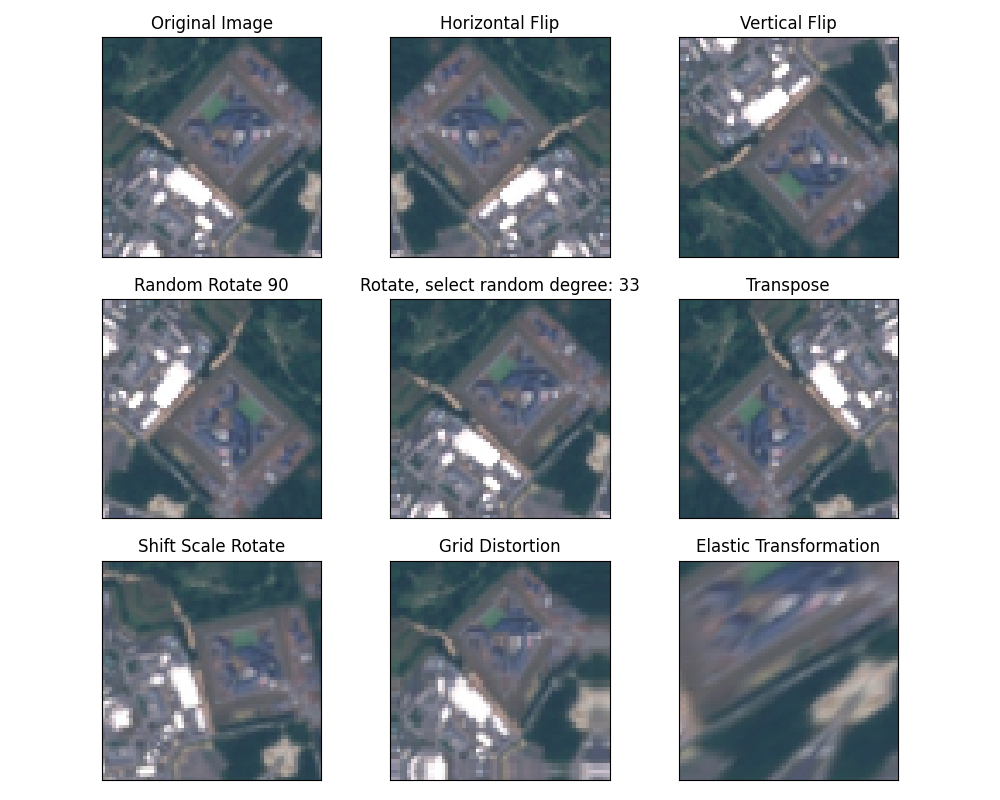 Original Image
Horizontal Flip
Vertical Flip
Random Rotate 90
Rotate, select random degree: 33
Transpose
Shift Scale Rotate
Grid Distortion
Elastic Transformation